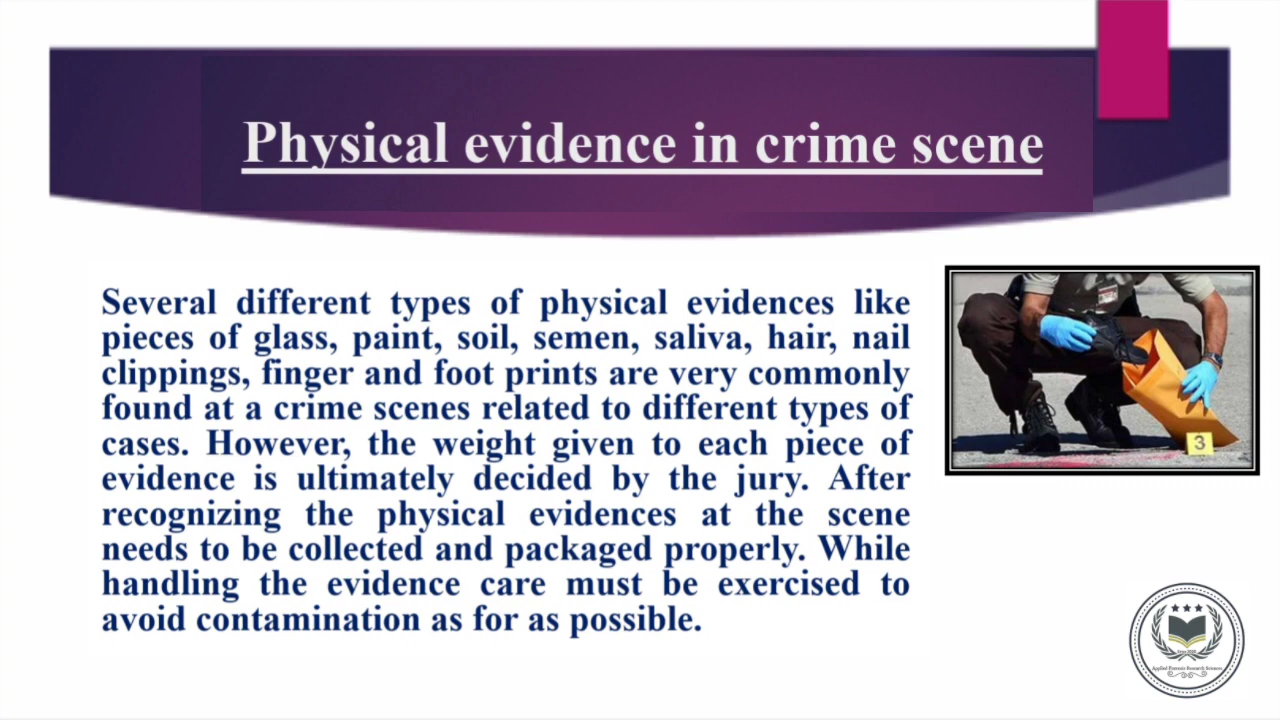 Physical evidence in crime scene
Several different types of physical evidences like
pieces of glass, paint, soil, semen, saliva, hair, nail
clippings, finger and foot prints are very commonly
found at a crime scenes related to different types of
cases. However, the weight given to each piece of
evidence is ultimately decided by the jury. After
recognizing the physical evidences at the scene
needs to be collected and packaged properly. While
handling the evidence care must be exercised to
avoid contamination as for as possible.
3
Applied Forensic Research Sciences